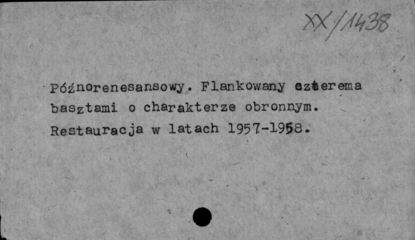 XX/1438
Późnorenesansowy. Flankowany czterema
basztami o charakterze obronnym.
Restauracja w latach 1957-1958.